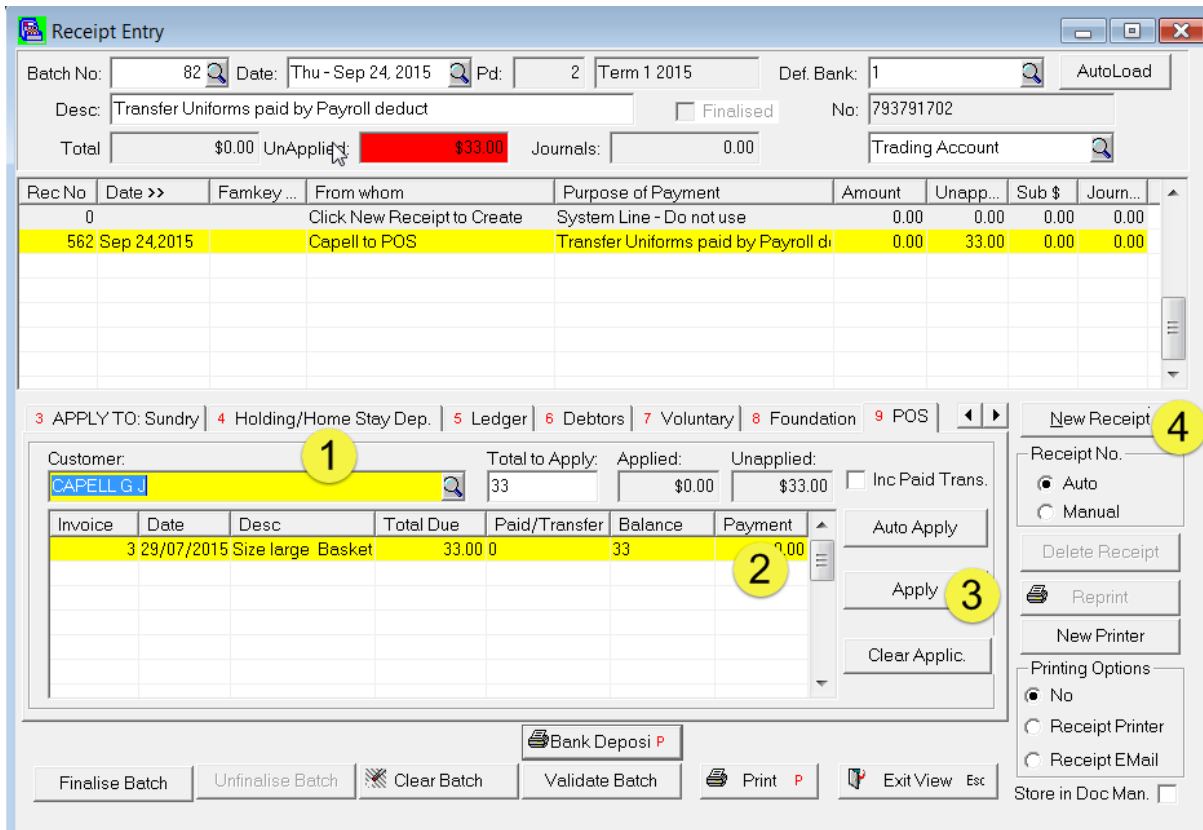 Receipt Entry
Batch No: 82 Date: Thu - Sep 24, 2015 Pd: 2 Term 1 2015 Def. Bank: 1 AutoLoad
Desc: Transfer Uniforms paid by Payroll deduct Finalised No: 793791702
Total $0.00 UnApplied: $33.00 Journals: 0.00 Trading Account
Rec No Date >> Famkey ... From whom Purpose of Payment Amount Unapp... Sub $ Journ...
0 Click New Receipt to Create System Line - Do not use 0.00 0.00 0.00 0.00
562 Sep 24,2015 Capell to POS Transfer Uniforms paid by Payroll d 0.00 33.00 0.00 0.00
3 APPLY TO: Sundry 4 Holding/Home Stay Dep. 5 Ledger 6 Debtors 7 Voluntary 8 Foundation 9 POS
New Receipt 4
Customer: 1 Total to Apply: Applied: Unapplied:
CAPELL G J 33 $0.00 $33.00 Inc Paid Trans.
Receipt No.
Auto
Manual
Invoice Date Desc Total Due Paid/Transfer Balance Payment Auto Apply
3 29/07/2015 Size large Basket 33.00 0 33 0.00
2
Delete Receipt
Apply 3
Reprint
New Printer
Clear Applic.
Printing Options
No
Receipt Printer
Receipt EMail
Bank Deposi P
Finalise Batch Unfinalise Batch Clear Batch Validate Batch Print P Exit View Esc
Store in Doc Man.